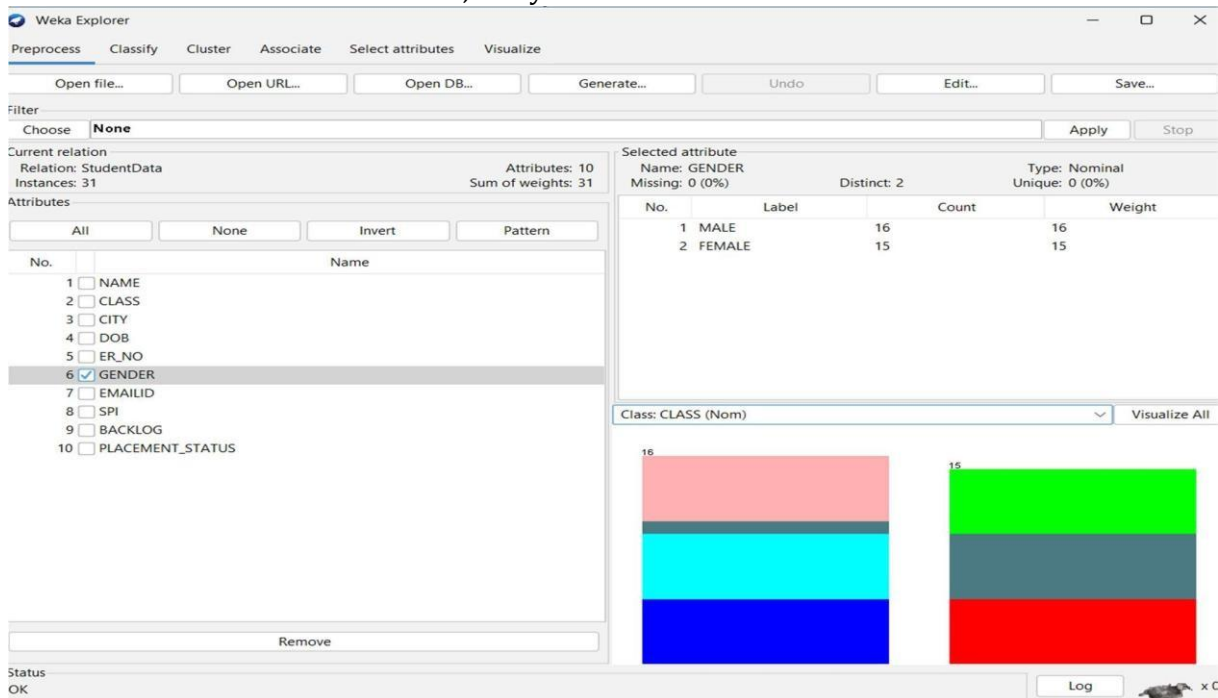 Weka Explorer
Preprocess Classify Cluster Associate Select attributes Visualize
Open file... Open URL... Open DB... Generate... Undo Edit... Save...
Filter
Choose None Apply Stop
Current relation
Relation: StudentData Attributes: 10
Instances: 31 Sum of weights: 31
Attributes
All None Invert Pattern
No. Name
1 NAME
2 CLASS
3 CITY
4 DOB
5 ER_NO
6 GENDER
7 EMAILID
8 SPI
9 BACKLOG
10 PLACEMENT_STATUS
Remove
Selected attribute
Name: GENDER Type: Nominal
Missing: 0 (0%) Distinct: 2 Unique: 0 (0%)
No. Label Count Weight
1 MALE 16 16
2 FEMALE 15 15
Class: CLASS (Nom) Visualize All
16 15
Status
OK Log x 0